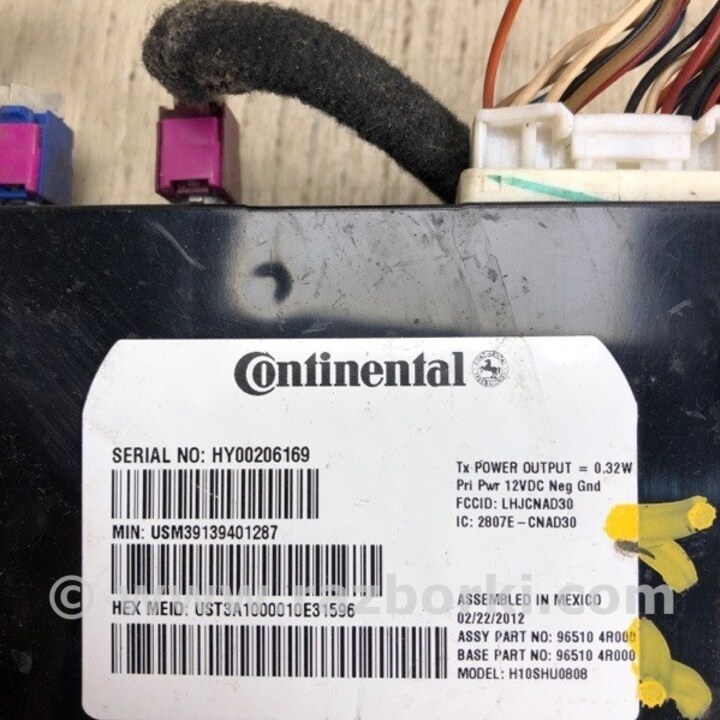 Continental
SERIAL NO: HY00206169
Tx POWER OUTPUT = 0.32W
Pri Pwr 12VDC Neg Gnd
FCCID: LHJCNAD30
IC: 2807E-CNAD30
MIN: USM39139401287
HEX MEID: UST3A1000010E31596
ASSEMBLED IN MEXICO
02/22/2012
ASSY PART NO: 96510 4R000
BASE PART NO: 96510 4R000
MODEL: H10SHU0808
© www.razborki.com